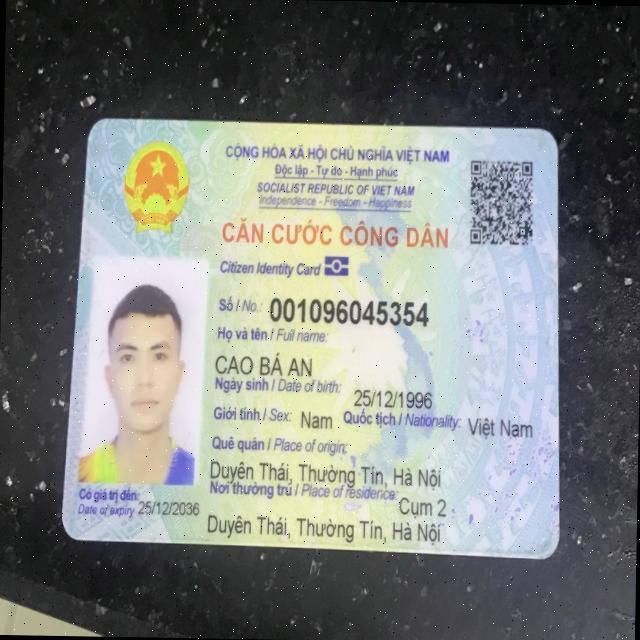 CỘNG HÒA XÃ HỘI CHỦ NGHĨA VIỆT NAM
Độc lập - Tự do - Hạnh phúc
SOCIALIST REPUBLIC OF VIET NAM
Independence - Freedom - Happiness
CĂN CƯỚC CÔNG DÂN
Citizen Identity Card
Số / No.: 001096045354
Họ và tên / Full name:
CAO BÁ AN
Ngày sinh / Date of birth: 25/12/1996
Giới tính / Sex: Nam Quốc tịch / Nationality: Việt Nam
Quê quán / Place of origin:
Duyên Thái, Thường Tín, Hà Nội
Nơi thường trú / Place of residence: Cụm 2
Duyên Thái, Thường Tín, Hà Nội
Có giá trị đến:
Date of expiry 25/12/2036